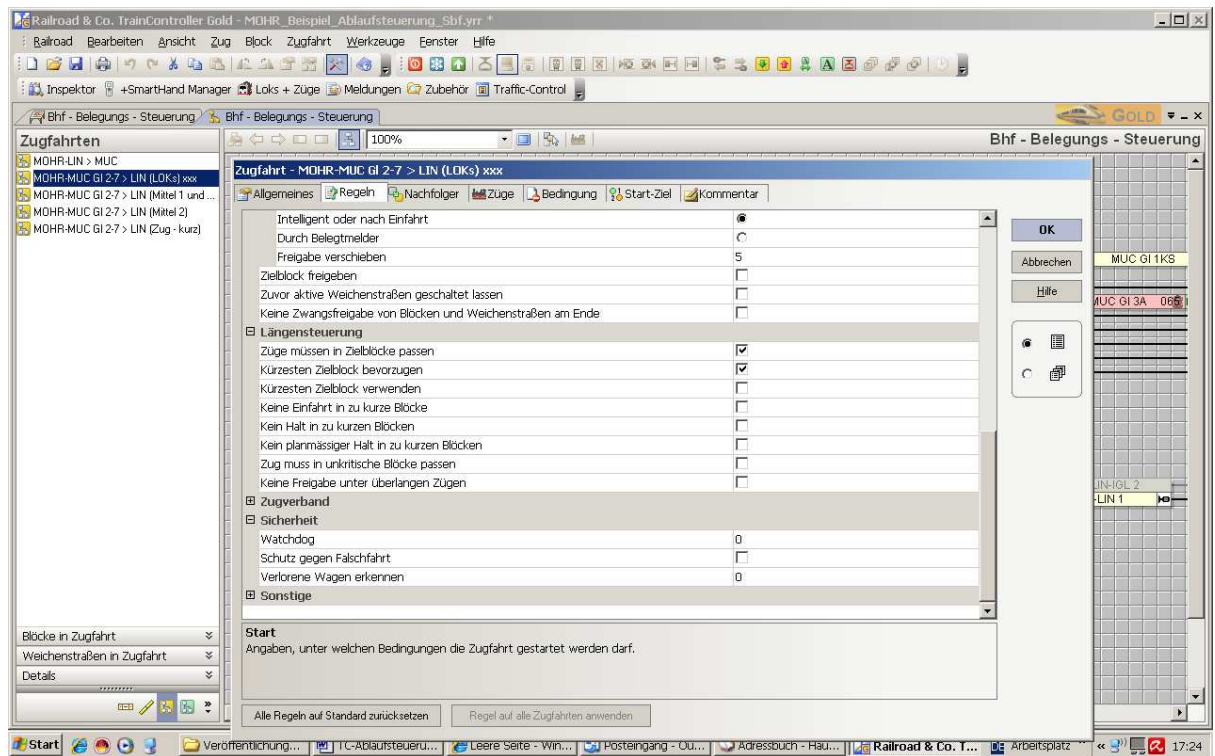 Railroad & Co. TrainController Gold - MOHR_Beispiel_Ablaufsteuerung_Sbf.yrr *
Railroad Bearbeiten Ansicht Zug Block Zugfahrt Werkzeuge Fenster Hilfe
Inspektor +SmartHand Manager Loks + Züge Meldungen Zubehör Traffic-Control
Bhf - Belegungs - Steuerung Bhf - Belegungs - Steuerung GOLD
Zugfahrten 100% Bhf - Belegungs - Steuerung
MOHR-LIN > MUC
MOHR-MUC Gl 2-7 > LIN (LOKs) xxx
MOHR-MUC Gl 2-7 > LIN (Mittel 1 und ...
MOHR-MUC Gl 2-7 > LIN (Mittel 2)
MOHR-MUC Gl 2-7 > LIN (Zug - kurz)
Zugfahrt - MOHR-MUC Gl 2-7 > LIN (LOKs) xxx
Allgemeines Regeln Nachfolger Züge Bedingung Start-Ziel Kommentar
Intelligent oder nach Einfahrt
Durch Belegtmelder
Freigabe verschieben 5
Zielblock freigeben
Zuvor aktive Weichenstraßen geschaltet lassen
Keine Zwangsfreigabe von Blöcken und Weichenstraßen am Ende
Längensteuerung
Züge müssen in Zielblöcke passen
Kürzesten Zielblock bevorzugen
Kürzesten Zielblock verwenden
Keine Einfahrt in zu kurze Blöcke
Kein Halt in zu kurzen Blöcken
Kein planmässiger Halt in zu kurzen Blöcken
Zug muss in unkritische Blöcke passen
Keine Freigabe unter überlangen Zügen
Zugverband
Sicherheit
Watchdog 0
Schutz gegen Falschfahrt
Verlorene Wagen erkennen 0
Sonstige
OK
Abbrechen
Hilfe
MUC Gl 1KS
MUC Gl 3A
LIN-IGL 2
-LIN 1
Start
Angaben, unter welchen Bedingungen die Zugfahrt gestartet werden darf.
Alle Regeln auf Standard zurücksetzen Regel auf alle Zugfahrten anwenden
Blöcke in Zugfahrt
Weichenstraßen in Zugfahrt
Details
Start Veröffentlichung... TC-Ablaufsteueru... Leere Seite - Win... Posteingang - Ou... Adressbuch - Hau... Railroad & Co. T... DE Arbeitsplatz 17:24